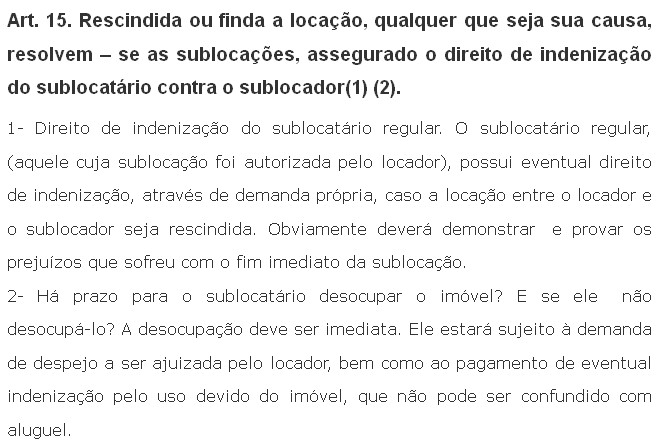 Art. 15. Rescindida ou finda a locação, qualquer que seja sua causa,
resolvem – se as sublocações, assegurado o direito de indenização
do sublocatário contra o sublocador(1) (2).
1- Direito de indenização do sublocatário regular. O sublocatário regular,
(aquele cuja sublocação foi autorizada pelo locador), possui eventual direito
de indenização, através de demanda própria, caso a locação entre o locador e
o sublocador seja rescindida. Obviamente deverá demonstrar e provar os
prejuízos que sofreu com o fim imediato da sublocação.
2- Há prazo para o sublocatário desocupar o imóvel? E se ele não
desocupá-lo? A desocupação deve ser imediata. Ele estará sujeito à demanda
de despejo a ser ajuizada pelo locador, bem como ao pagamento de eventual
indenização pelo uso devido do imóvel, que não pode ser confundido com
aluguel.